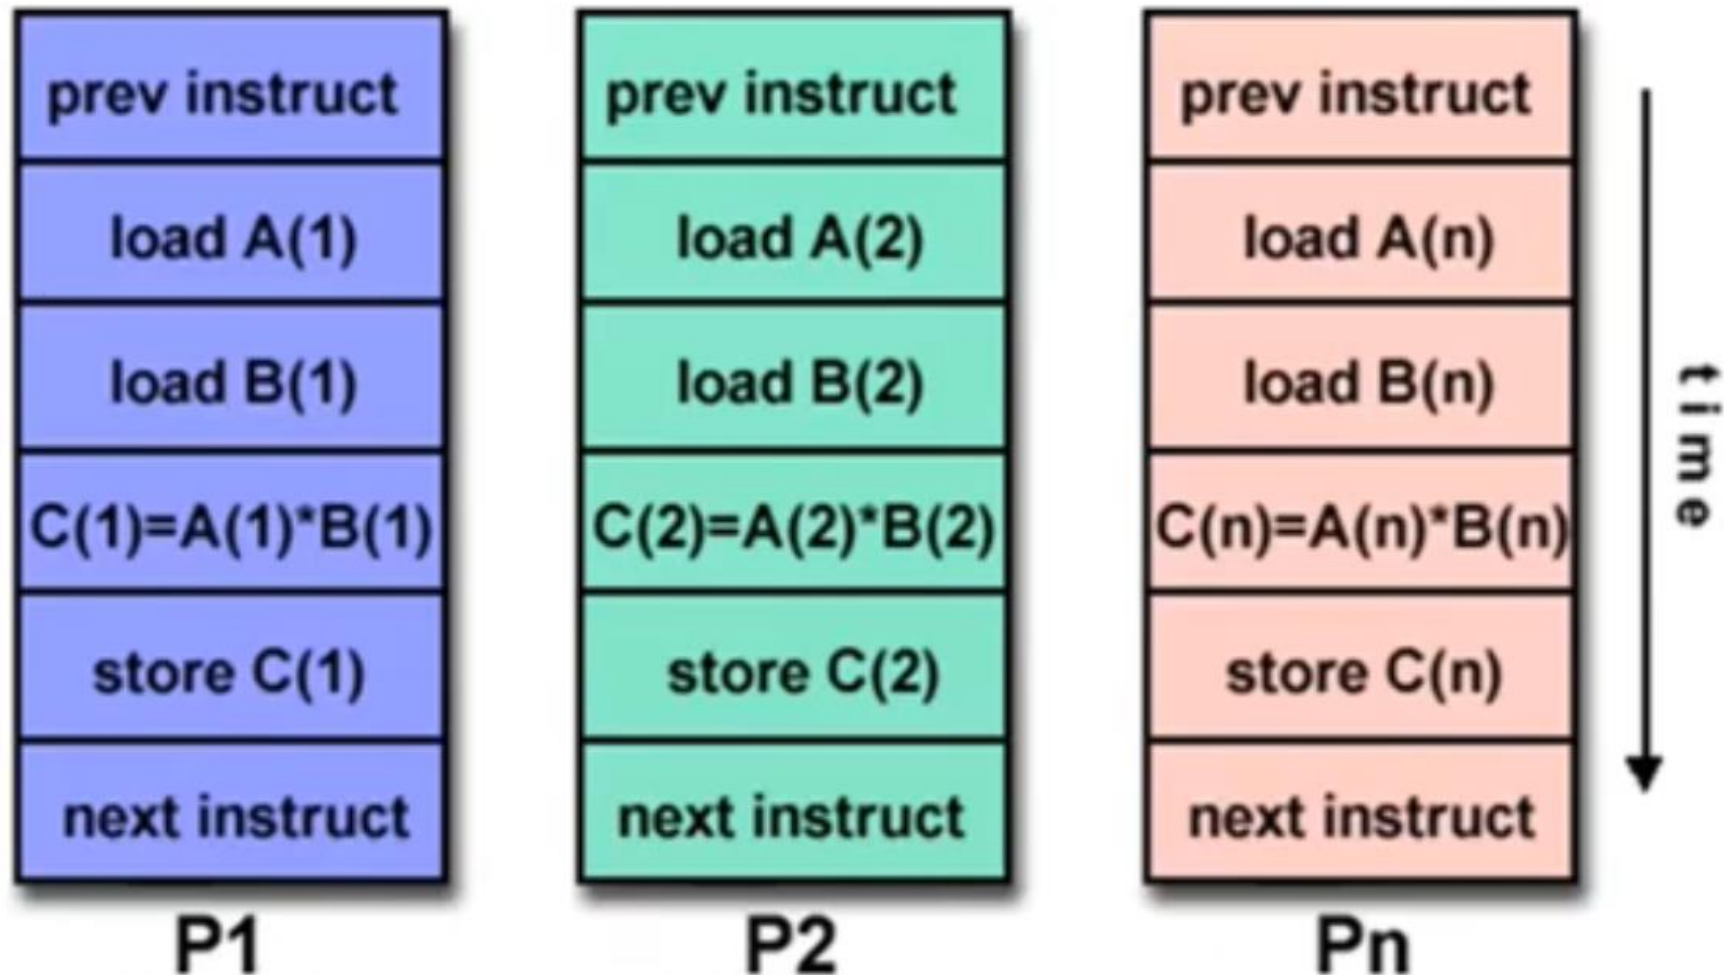 prev instruct
load A(1)
load B(1)
C(1)=A(1)*B(1)
store C(1)
next instruct
P1
prev instruct
load A(2)
load B(2)
C(2)=A(2)*B(2)
store C(2)
next instruct
P2
prev instruct
load A(n)
load B(n)
C(n)=A(n)*B(n)
store C(n)
next instruct
Pn
time